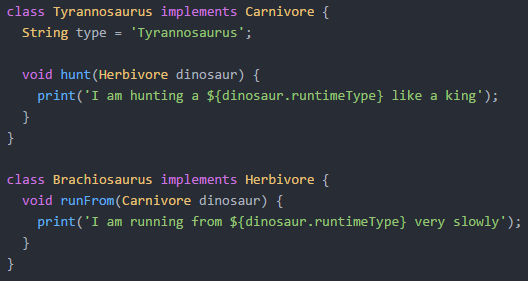 class Tyrannosaurus implements Carnivore {
  String type = 'Tyrannosaurus';

  void hunt(Herbivore dinosaur) {
    print('I am hunting a ${dinosaur.runtimeType} like a king');
  }
}

class Brachiosaurus implements Herbivore {
  void runFrom(Carnivore dinosaur) {
    print('I am running from ${dinosaur.runtimeType} very slowly');
  }
}